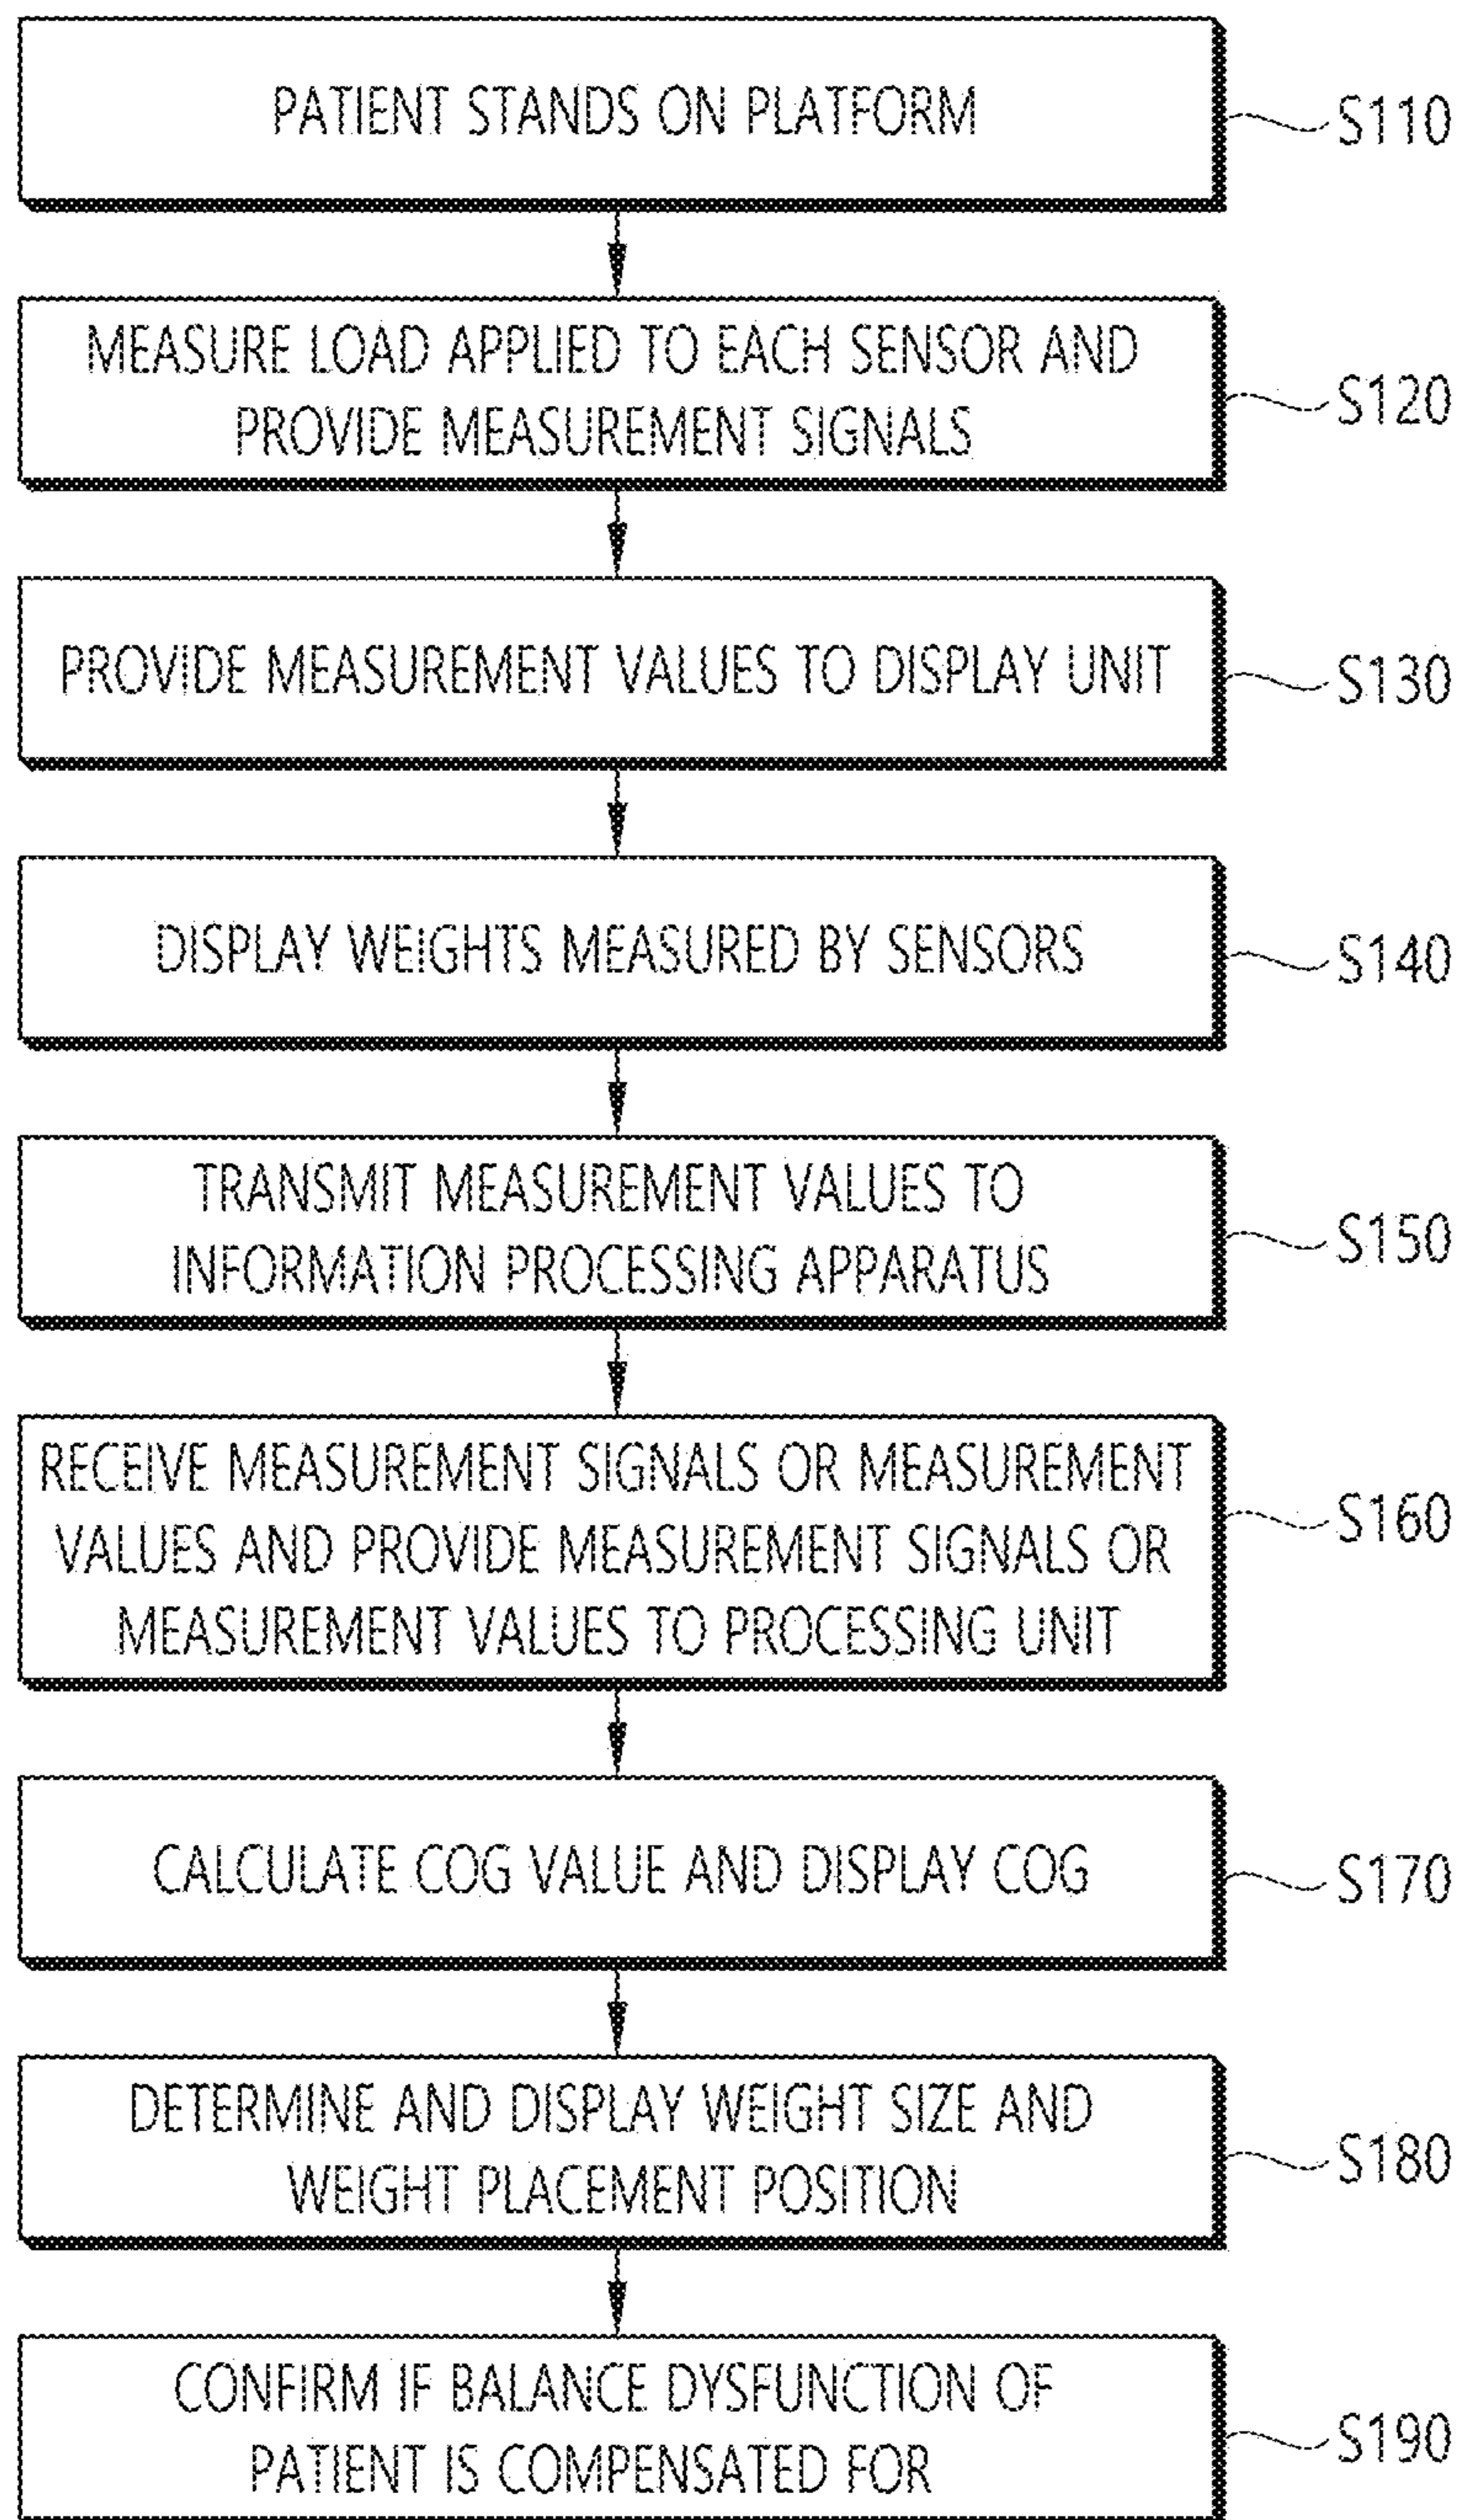 PATIENT STANDS ON PLATFORM
S110
MEASURE LOAD APPLIED TO EACH SENSOR AND
PROVIDE MEASUREMENT SIGNALS
S120
PROVIDE MEASUREMENT VALUES TO DISPLAY UNIT
S130
DISPLAY WEIGHTS MEASURED BY SENSORS
S140
TRANSMIT MEASUREMENT VALUES TO
INFORMATION PROCESSING APPARATUS
S150
RECEIVE MEASUREMENT SIGNALS OR MEASUREMENT
VALUES AND PROVIDE MEASUREMENT SIGNALS OR
MEASUREMENT VALUES TO PROCESSING UNIT
S160
CALCULATE COG VALUE AND DISPLAY COG
S170
DETERMINE AND DISPLAY WEIGHT SIZE AND
WEIGHT PLACEMENT POSITION
S180
CONFIRM IF BALANCE DYSFUNCTION OF
PATIENT IS COMPENSATED FOR
S190